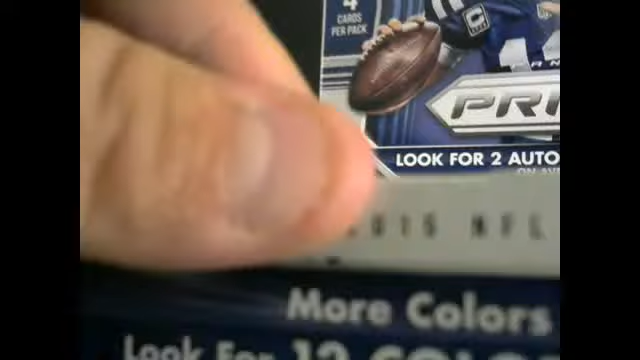 4
CARDS
PER PACK
C
PRI
LOOK FOR 2 AUTO
2015 NFL
More Colors
Look For 12 COLO